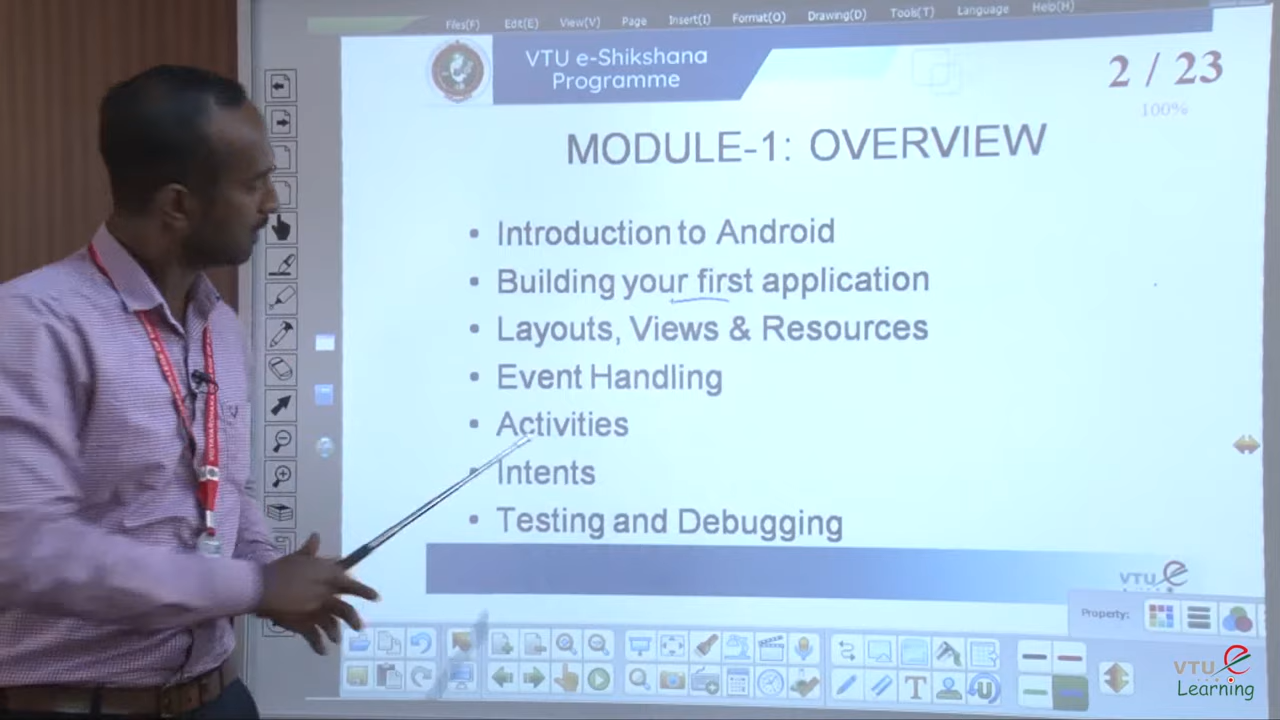 Files(F) Edit(E) View(V) Page Insert(I) Format(O) Drawing(D) Tools(T) Language Help(H)
VTU e-Shikshana
Programme
2 / 23
100%
MODULE-1: OVERVIEW
• Introduction to Android
• Building your first application
• Layouts, Views & Resources
• Event Handling
• Activities
• Intents
• Testing and Debugging
VTU e
Property:
VTU e
Learning